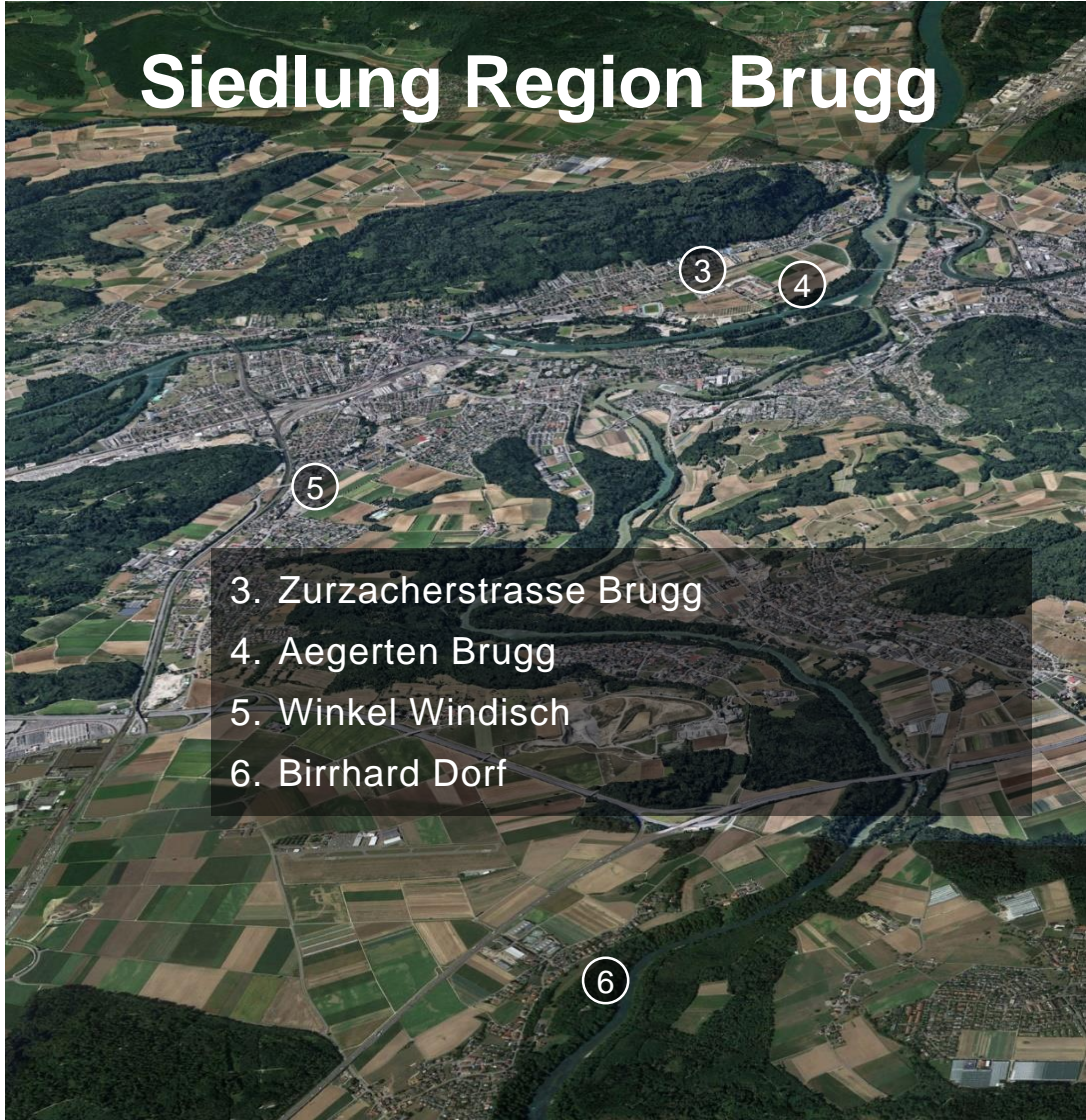 Siedlung Region Brugg
3
4
5
3. Zurzacherstrasse Brugg
4. Aegerten Brugg
5. Winkel Windisch
6. Birrhard Dorf
6